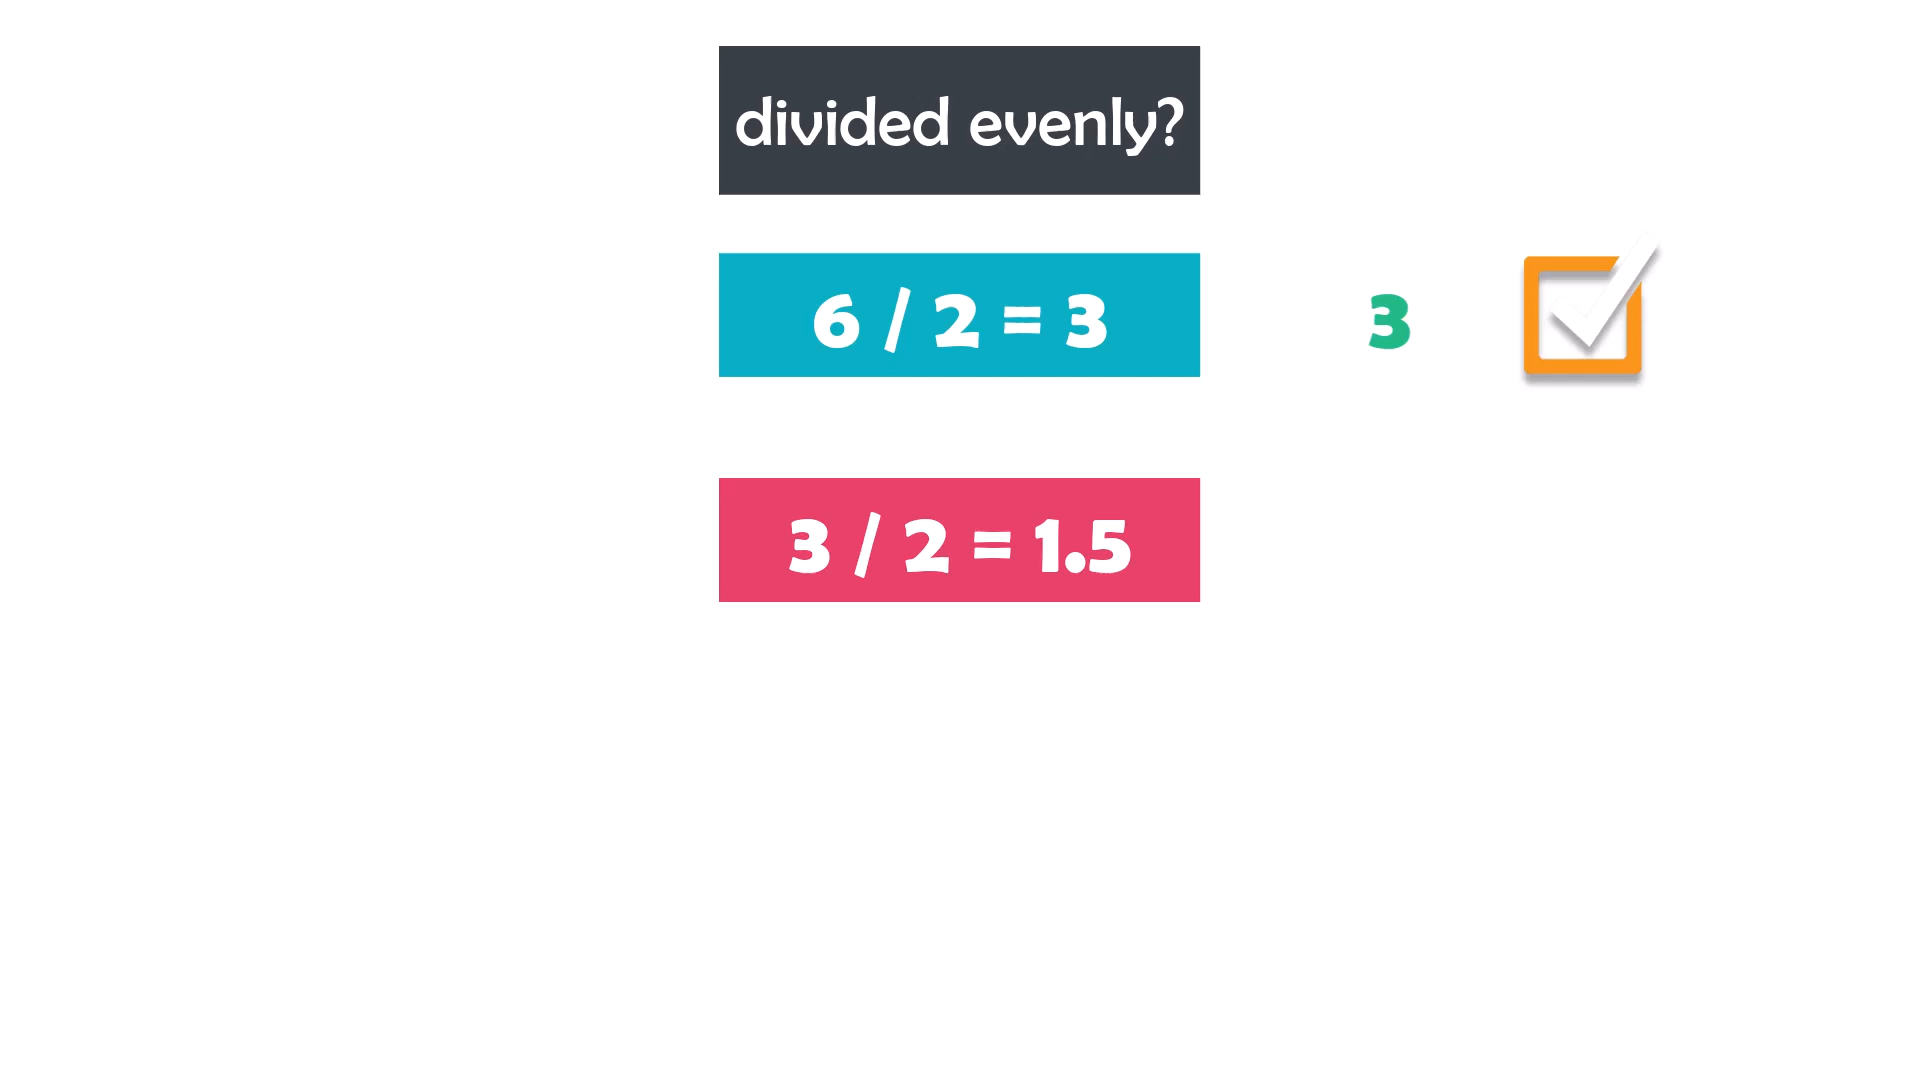 divided evenly?
6 / 2 = 3
3
3 / 2 = 1.5